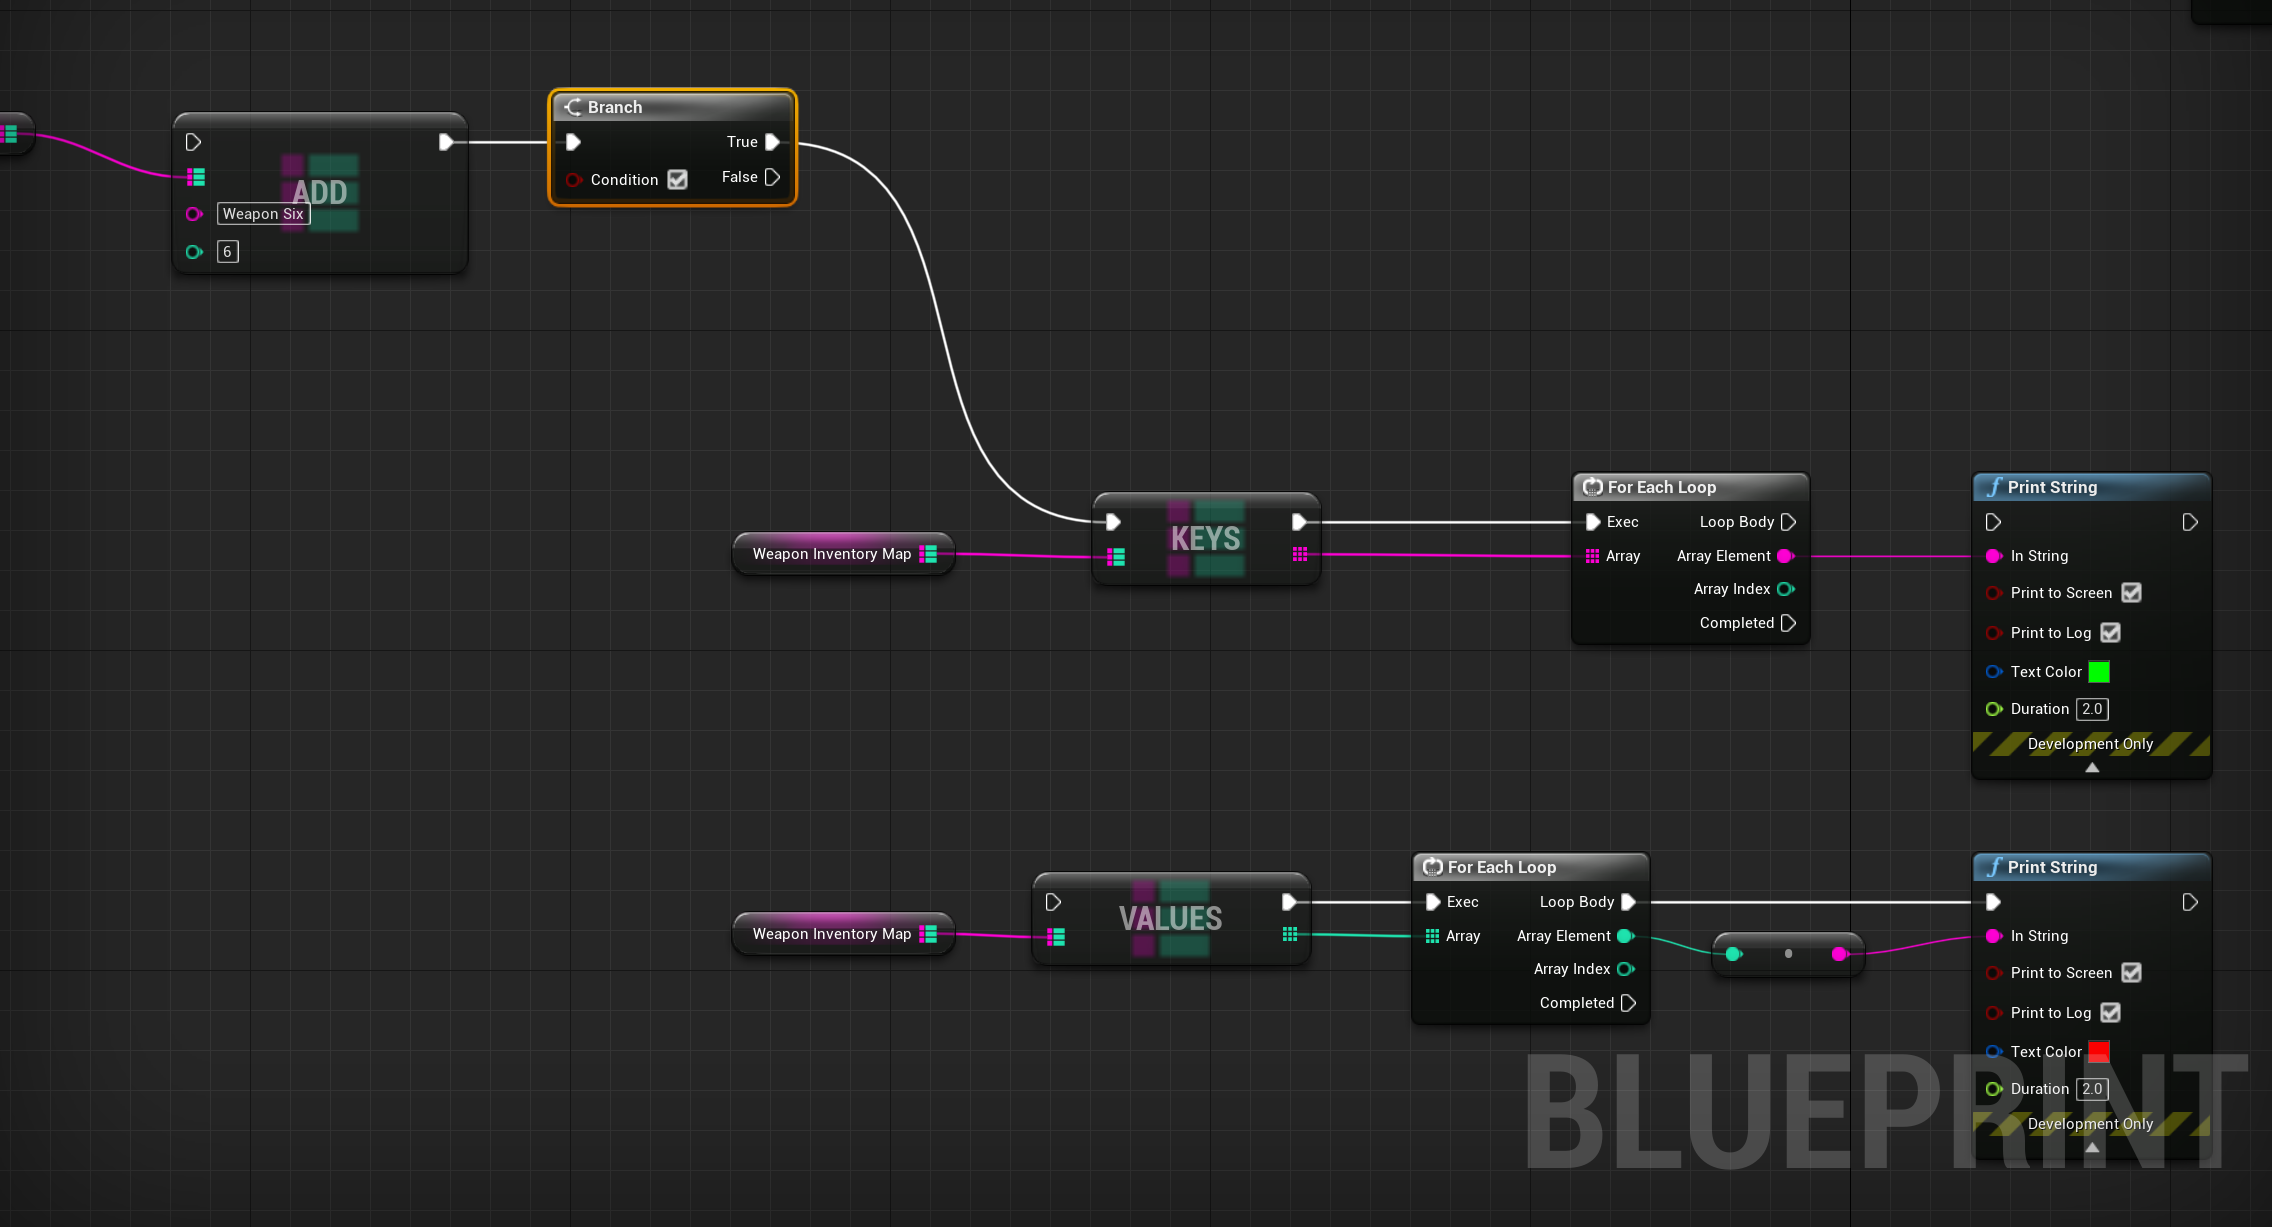 ADD
Weapon Six
6
Branch
True
Condition
False
Weapon Inventory Map
KEYS
For Each Loop
Exec
Loop Body
Array
Array Element
Array Index
Completed
Print String
In String
Print to Screen
Print to Log
Text Color
Duration 2.0
Development Only
Weapon Inventory Map
VALUES
For Each Loop
Exec
Loop Body
Array
Array Element
Array Index
Completed
Print String
In String
Print to Screen
Print to Log
Text Color
Duration 2.0
Development Only
BLUEPRINT